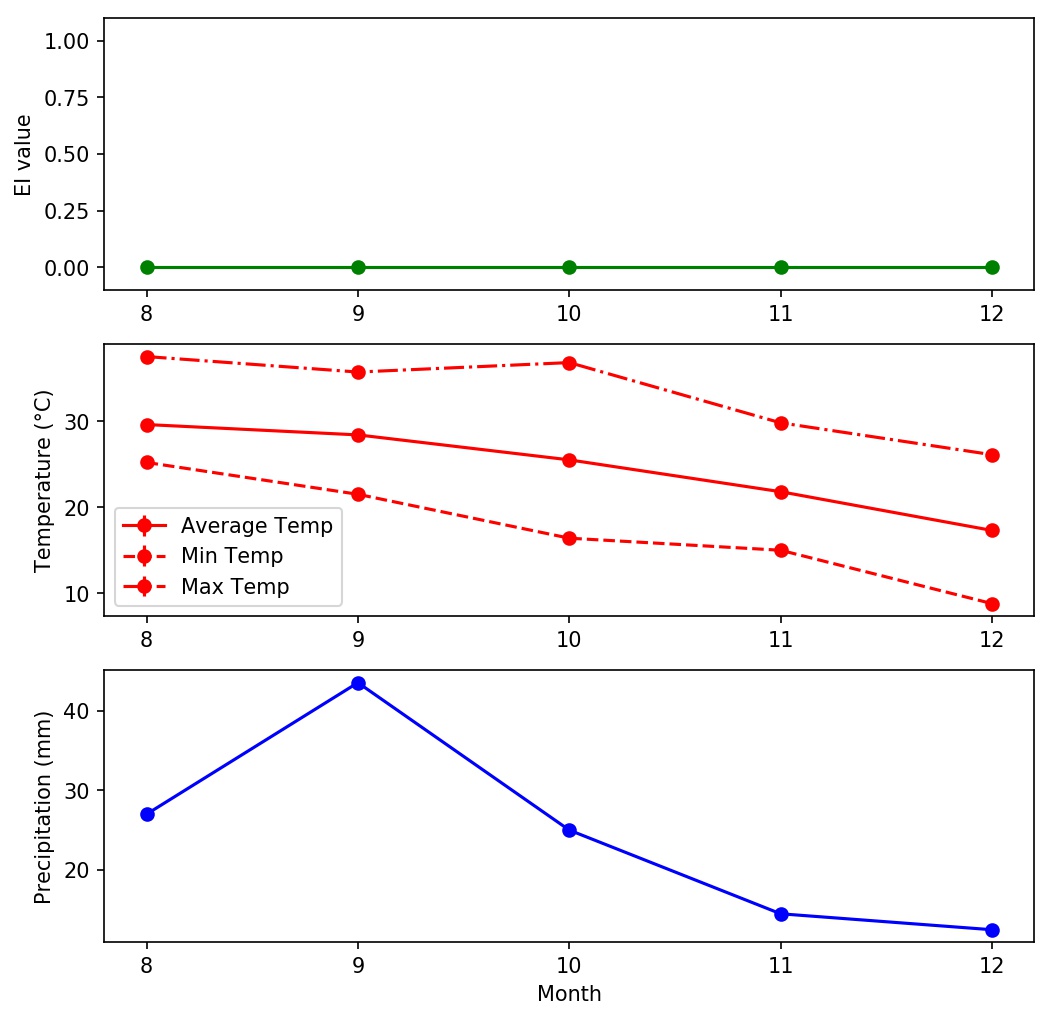 EI value
1.00
0.75
0.50
0.25
0.00
8 9 10 11 12
Temperature (°C)
30
20
10
Average Temp
Min Temp
Max Temp
8 9 10 11 12
Precipitation (mm)
40
30
20
8 9 10 11 12
Month